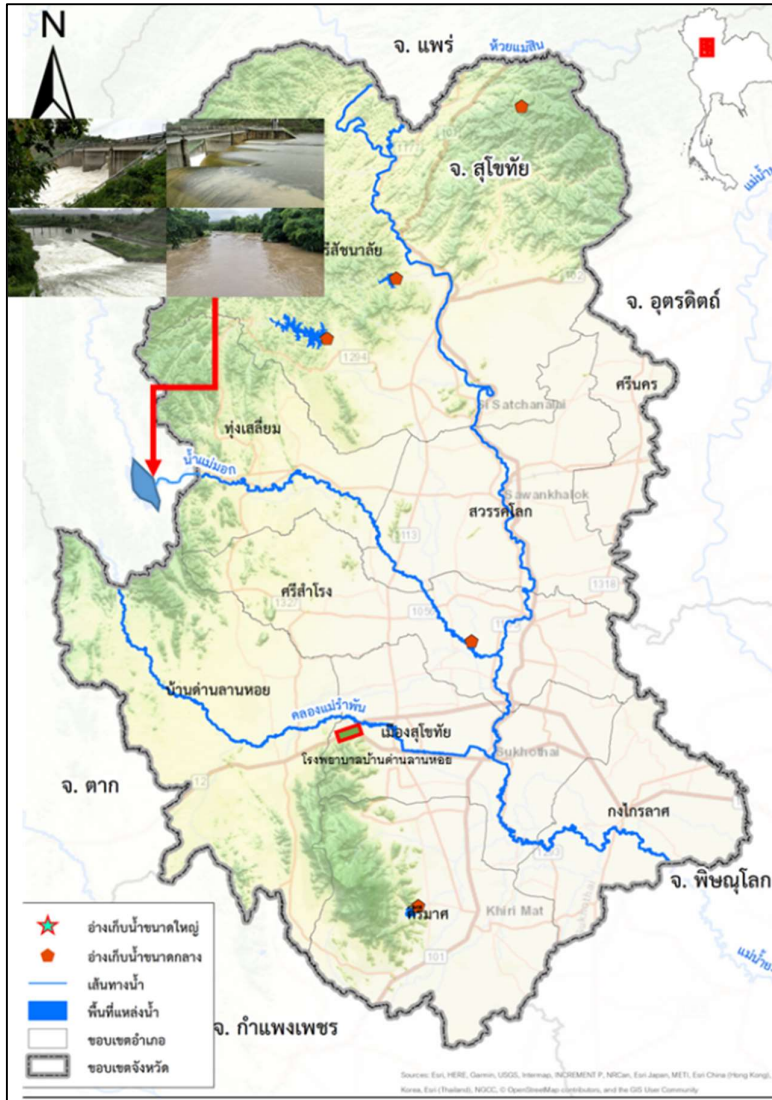 N
จ. แพร่
ห้วยแม่สิน
101
จ. สุโขทัย
แม่น้ำน
รีสัชนาลัย
102
จ. อุตรดิตถ์
1294
Si Satchanalai
ศรีนคร
ทุ่งเสลี่ยม
น้ำแม่มอก
Sawankhalok
สวรรคโลก
1113
1318
ศรีสำโรง
1327
1056
บ้านด่านลานหอย
คลองแม่รำพัน
เมืองสุโขทัย
Sukhothai
โรงพยาบาลบ้านด่านลานหอย
12
จ. ตาก
กงไกรลาศ
1293
จ. พิษณุโลก
ศรีมาศ
Khiri Mat
101
แม่น้ำย
อ่างเก็บน้ำขนาดใหญ่
อ่างเก็บน้ำขนาดกลาง
เส้นทางน้ำ
พื้นที่แหล่งน้ำ
ขอบเขตอำเภอ
ขอบเขตจังหวัด
จ. กำแพงเพชร
Sources: Esri, HERE, Garmin, USGS, Intermap, INCREMENT P, NRCan, Esri Japan, METI, Esri China (Hong Kong),
Korea, Esri (Thailand), NGCC, © OpenStreetMap contributors, and the GIS User Community